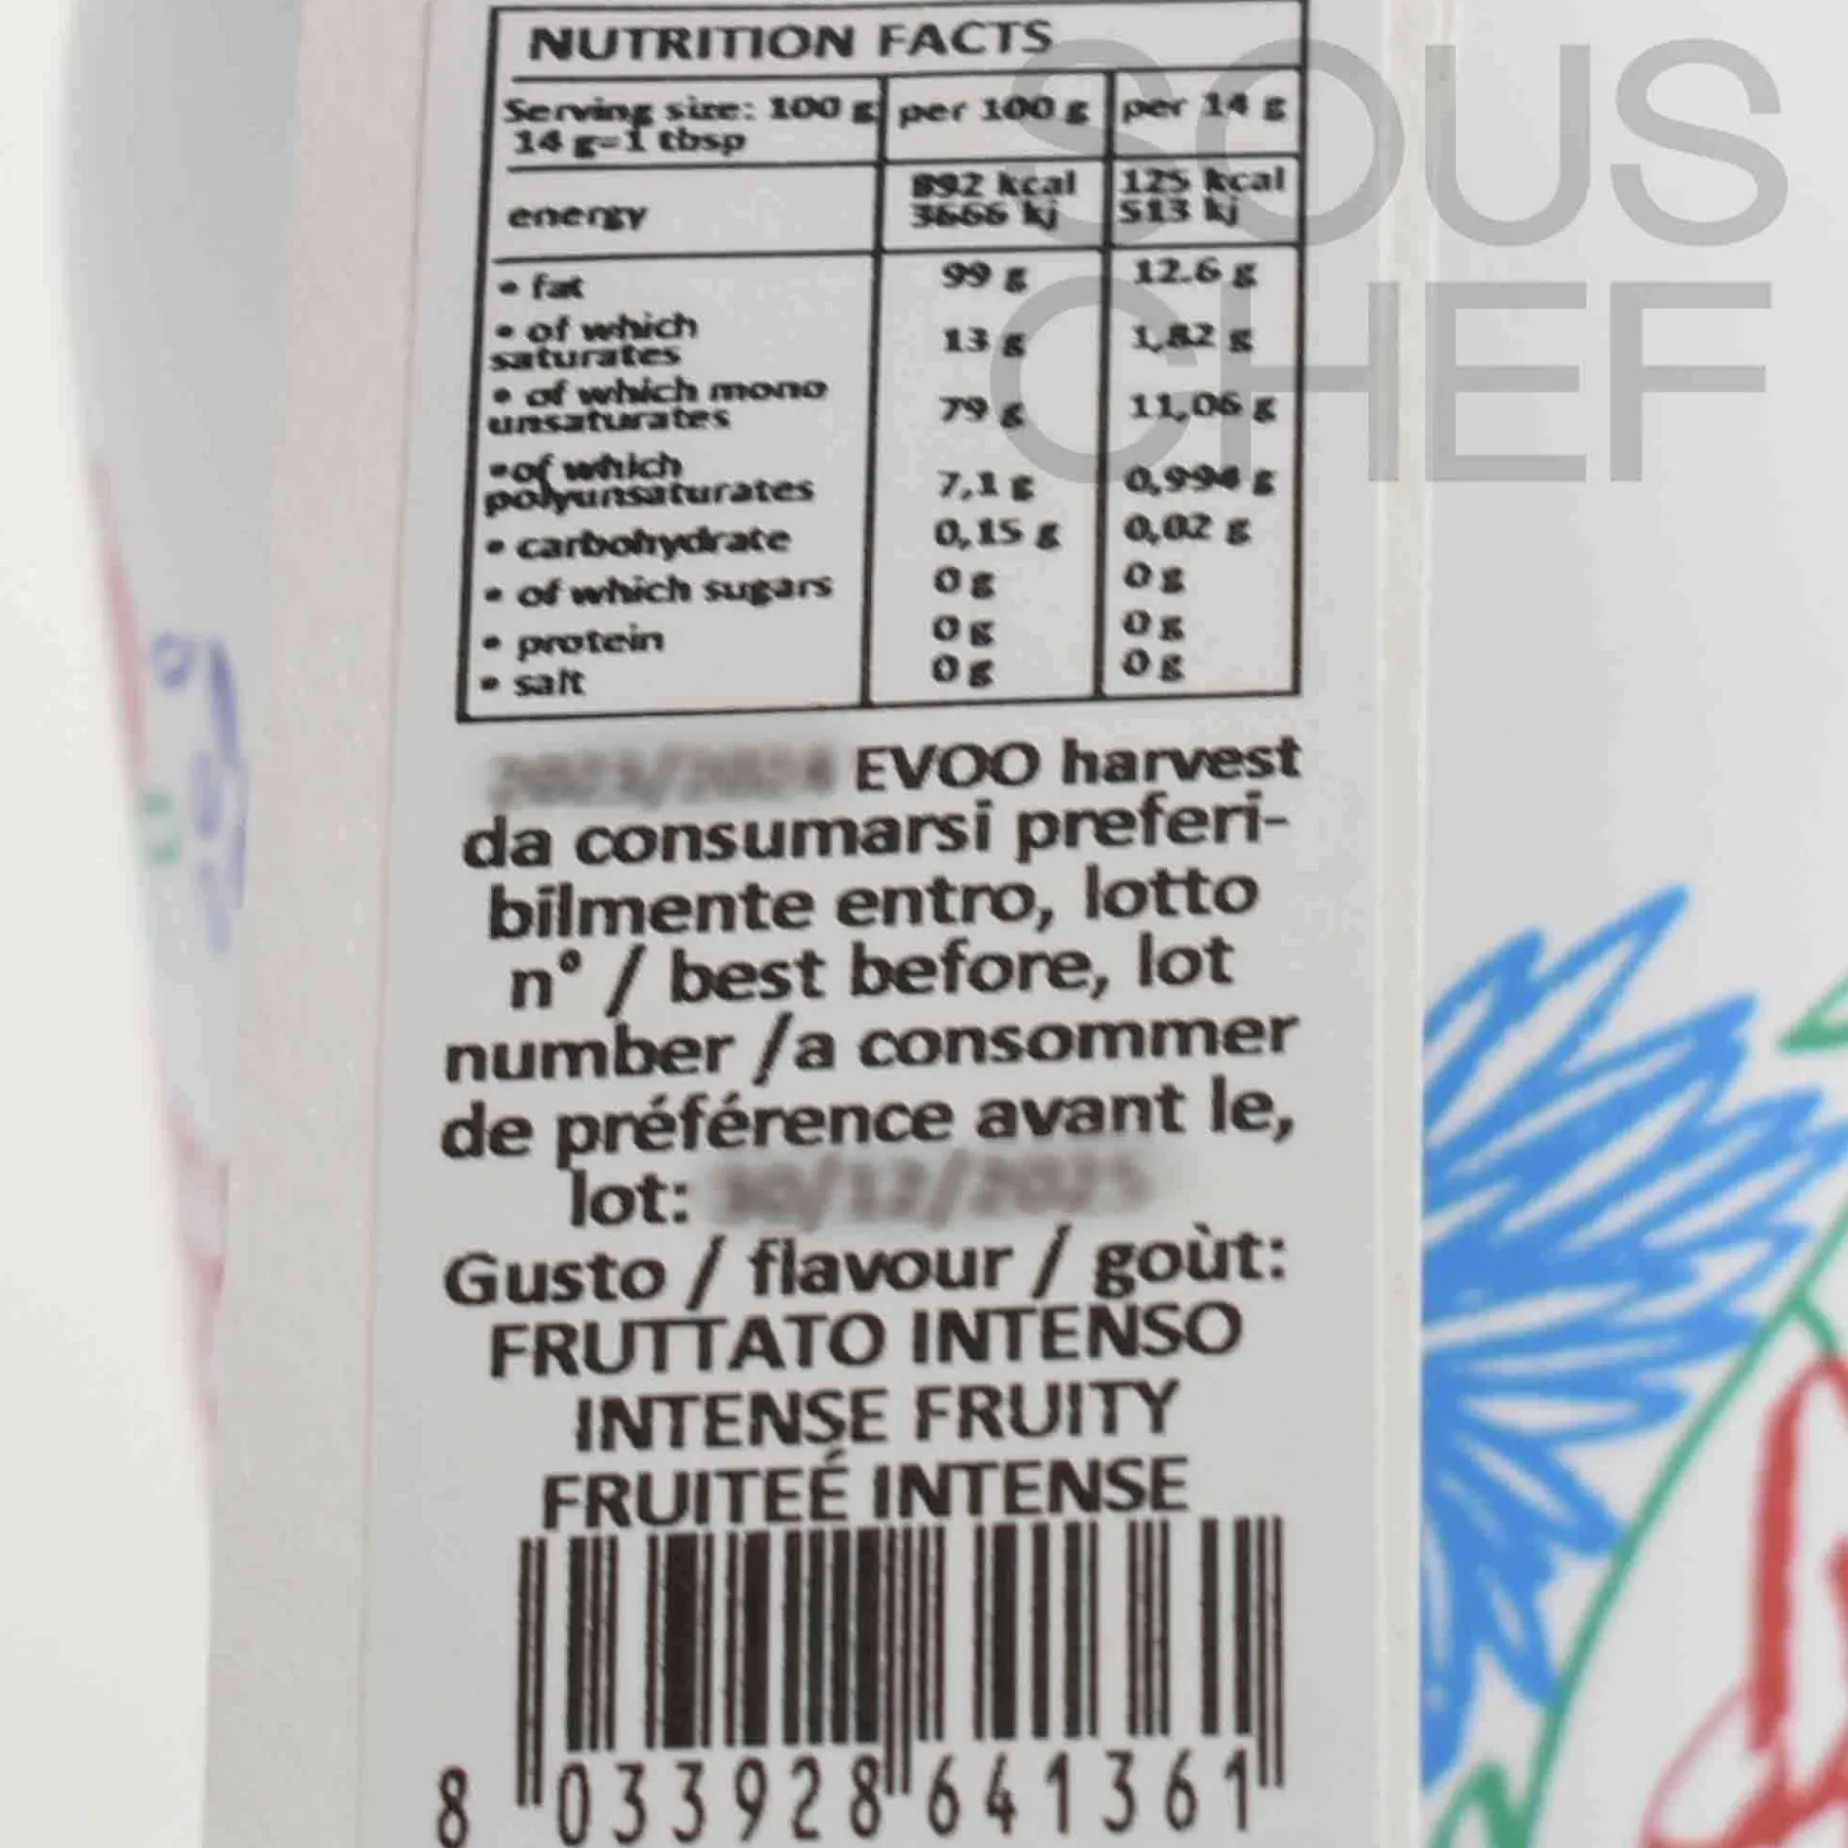 NUTRITION FACTS
Serving size: 100 g per 100 g per 14 g
14 g=1 tbsp
energy 892 kcal 125 kcal
3666 kj 513 kj
• fat 99 g 12.6 g
• of which
saturates 13 g 1,82 g
• of which mono
unsaturates 79 g 11,06 g
•of which
polyunsaturates 7,1 g 0,994 g
• carbohydrate 0,15 g 0,02 g
• of which sugars 0 g 0 g
• protein 0 g 0 g
• salt 0 g 0 g
EVOO harvest
da consumarsi preferi-
bilmente entro, lotto
n° / best before, lot
number /a consommer
de préférence avant le,
lot:
Gusto / flavour / goùt:
FRUTTATO INTENSO
INTENSE FRUITY
FRUITEÉ INTENSE
8 033928 641361
SOUS
CHEF